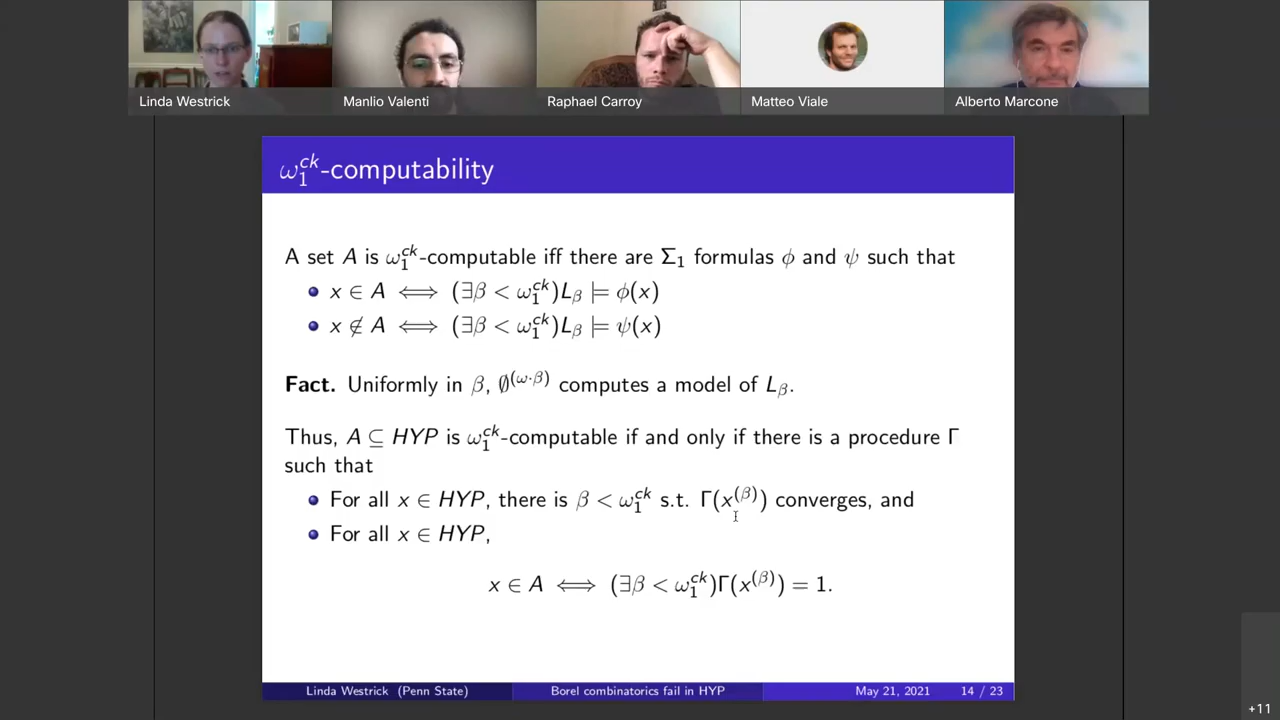 Linda Westrick
Manlio Valenti
Raphael Carroy
Matteo Viale
Alberto Marcone
ω₁ᶜᵏ-computability
A set A is ω₁ᶜᵏ-computable iff there are Σ₁ formulas ϕ and ψ such that
x ∈ A ⟺ (∃β < ω₁ᶜᵏ)L_β ⊨ ϕ(x)
x ∉ A ⟺ (∃β < ω₁ᶜᵏ)L_β ⊨ ψ(x)
Fact. Uniformly in β, ∅^(ω·β) computes a model of L_β.
Thus, A ⊆ HYP is ω₁ᶜᵏ-computable if and only if there is a procedure Γ
such that
For all x ∈ HYP, there is β < ω₁ᶜᵏ s.t. Γ(x^(β)) converges, and
For all x ∈ HYP,
x ∈ A ⟺ (∃β < ω₁ᶜᵏ)Γ(x^(β)) = 1.
Linda Westrick (Penn State)
Borel combinatorics fail in HYP
May 21, 2021
14 / 23
+11